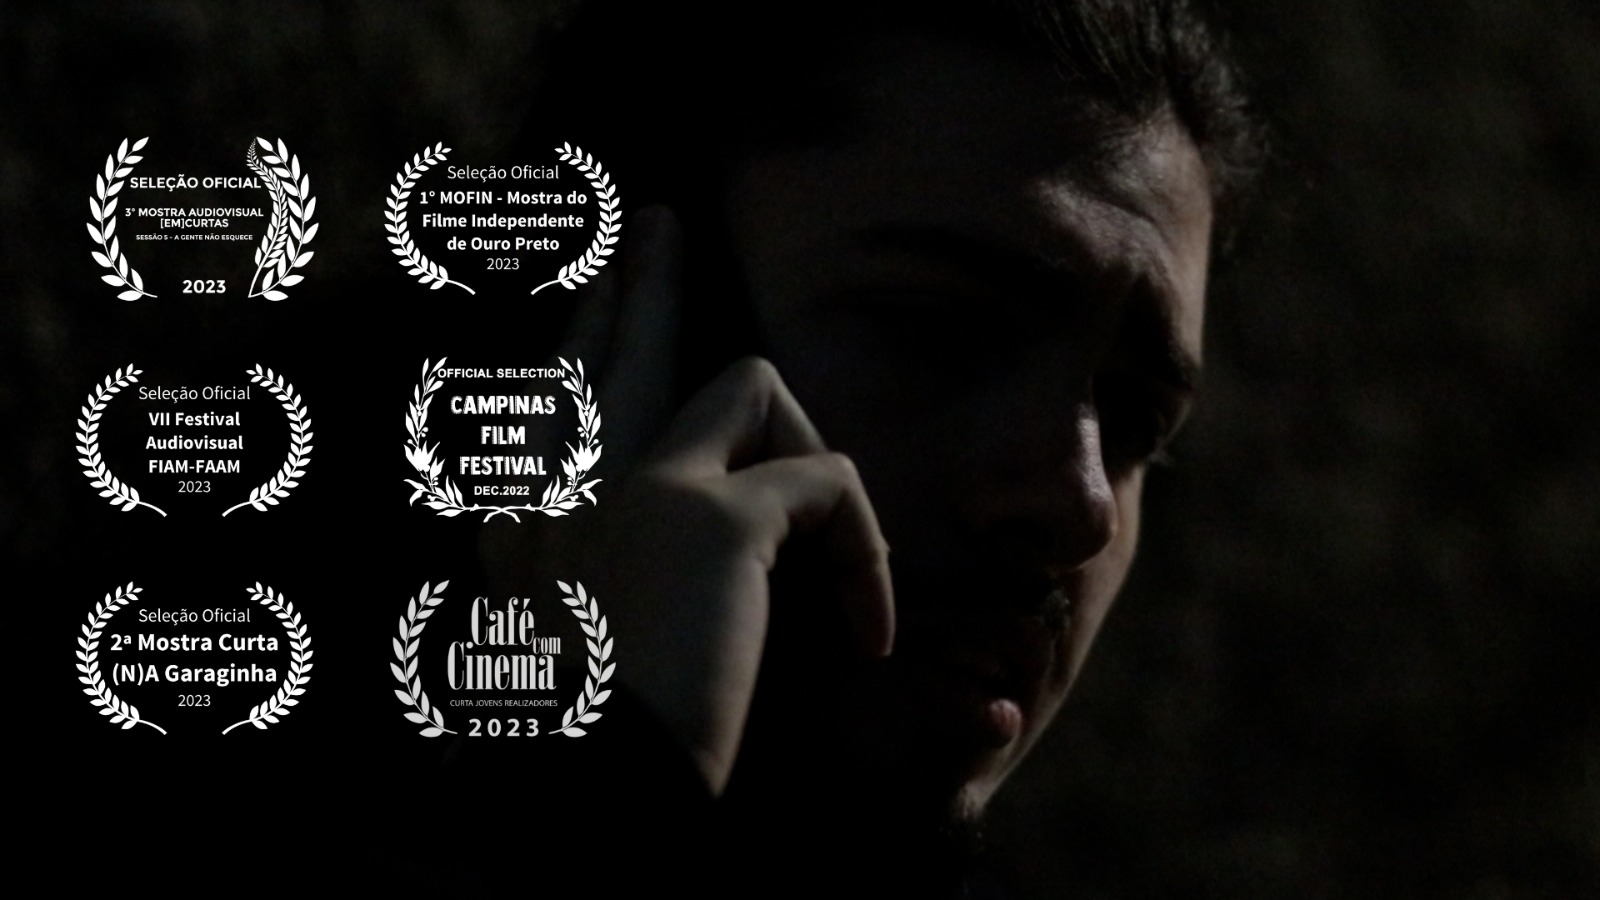 SELEÇÃO OFICIAL
3° MOSTRA AUDIOVISUAL
[EM]CURTAS
SESSÃO 5 - A GENTE NÃO ESQUECE
2023
Seleção Oficial
1° MOFIN - Mostra do
Filme Independente
de Ouro Preto
2023
Seleção Oficial
VII Festival
Audiovisual
FIAM-FAAM
2023
OFFICIAL SELECTION
CAMPINAS
FILM
FESTIVAL
DEC.2022
Seleção Oficial
2ª Mostra Curta
(N)A Garaginha
2023
Café
com
Cinema
CURTA JOVENS REALIZADORES
2023